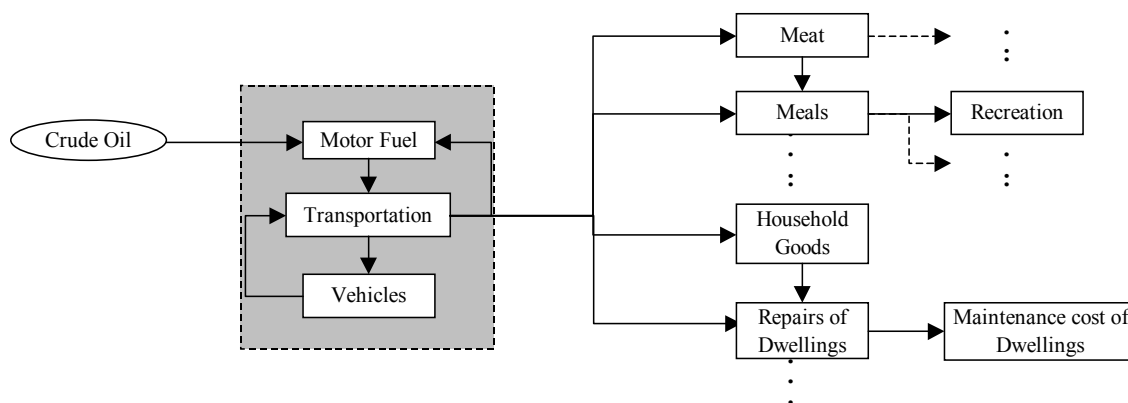 Meat
Meals
Recreation
Crude Oil
Motor Fuel
Transportation
Vehicles
Household
Goods
Repairs of
Dwellings
Maintenance cost of
Dwellings